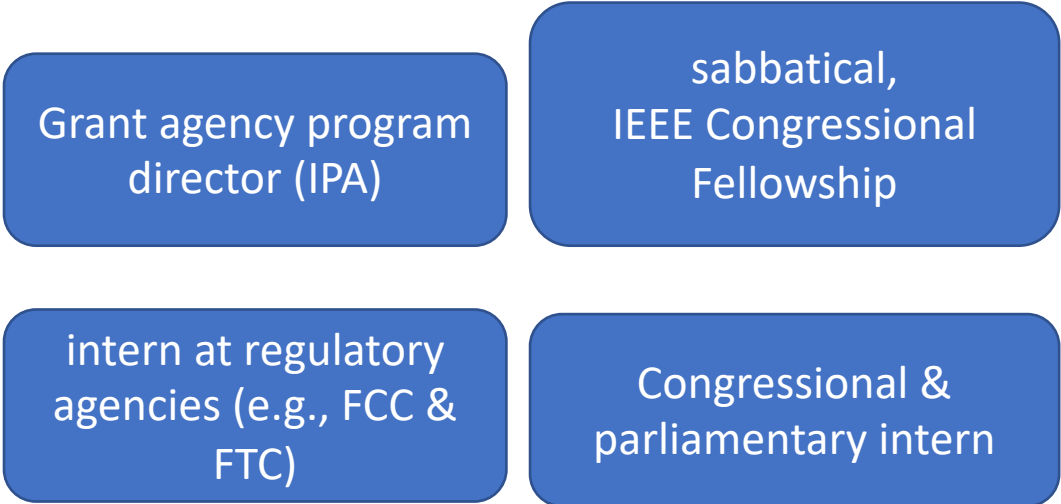 Grant agency program
director (IPA)
sabbatical,
IEEE Congressional
Fellowship
intern at regulatory
agencies (e.g., FCC &
FTC)
Congressional &
parliamentary intern